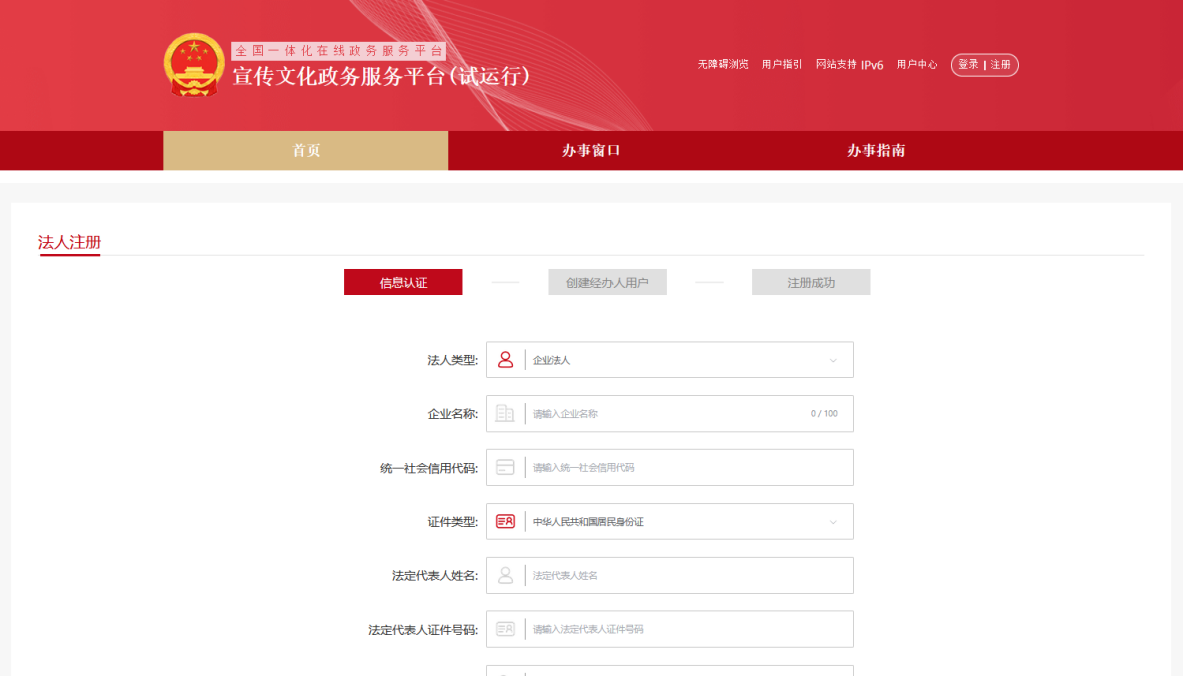 全国一体化在线政务服务平台
宣传文化政务服务平台(试运行)
无障碍浏览 用户指引 网站支持 IPv6 用户中心 登录 | 注册
首页 办事窗口 办事指南
法人注册
信息认证 创建经办人用户 注册成功
法人类型: 企业法人
企业名称: 请输入企业名称 0 / 100
统一社会信用代码: 请输入统一社会信用代码
证件类型: 中华人民共和国居民身份证
法定代表人姓名: 法定代表人姓名
法定代表人证件号码: 请输入法定代表人证件号码